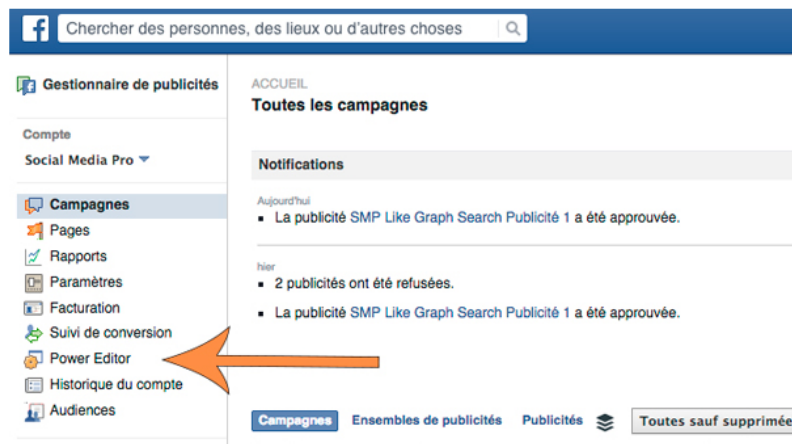 f Chercher des personnes, des lieux ou d'autres choses
Gestionnaire de publicités
Compte
Social Media Pro
Campagnes
Pages
Rapports
Paramètres
Facturation
Suivi de conversion
Power Editor
Historique du compte
Audiences
ACCUEIL
Toutes les campagnes
Notifications
Aujourd'hui
La publicité SMP Like Graph Search Publicité 1 a été approuvée.
hier
2 publicités ont été refusées.
La publicité SMP Like Graph Search Publicité 1 a été approuvée.
Campagnes Ensembles de publicités Publicités Toutes sauf supprimée